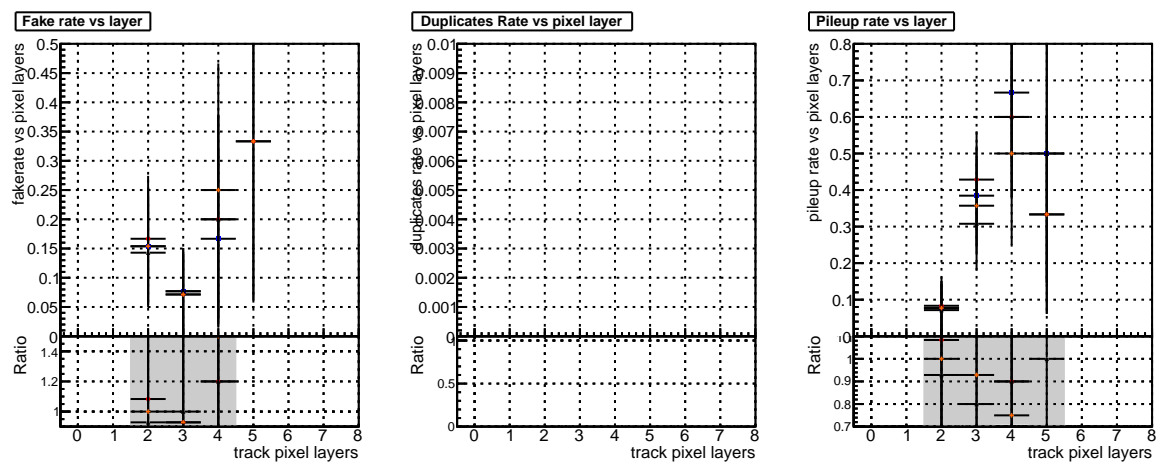 Fake rate vs layer
fakerate vs pixel layers
0.5
0.45
0.4
0.35
0.3
0.25
0.2
0.15
0.1
0.05
0
Ratio
1.4
1.2
1
0 1 2 3 4 5 6 7 8
track pixel layers
Duplicates Rate vs pixel layer
duplicates rate vs pixel layers
0.01
0.009
0.008
0.007
0.006
0.005
0.004
0.003
0.002
0.001
0
Ratio
1
0.5
0
0 1 2 3 4 5 6 7 8
track pixel layers
Pileup rate vs layer
pileup rate vs pixel layers
0.8
0.7
0.6
0.5
0.4
0.3
0.2
0.1
0
Ratio
1
0.9
0.8
0.7
0 1 2 3 4 5 6 7 8
track pixel layers